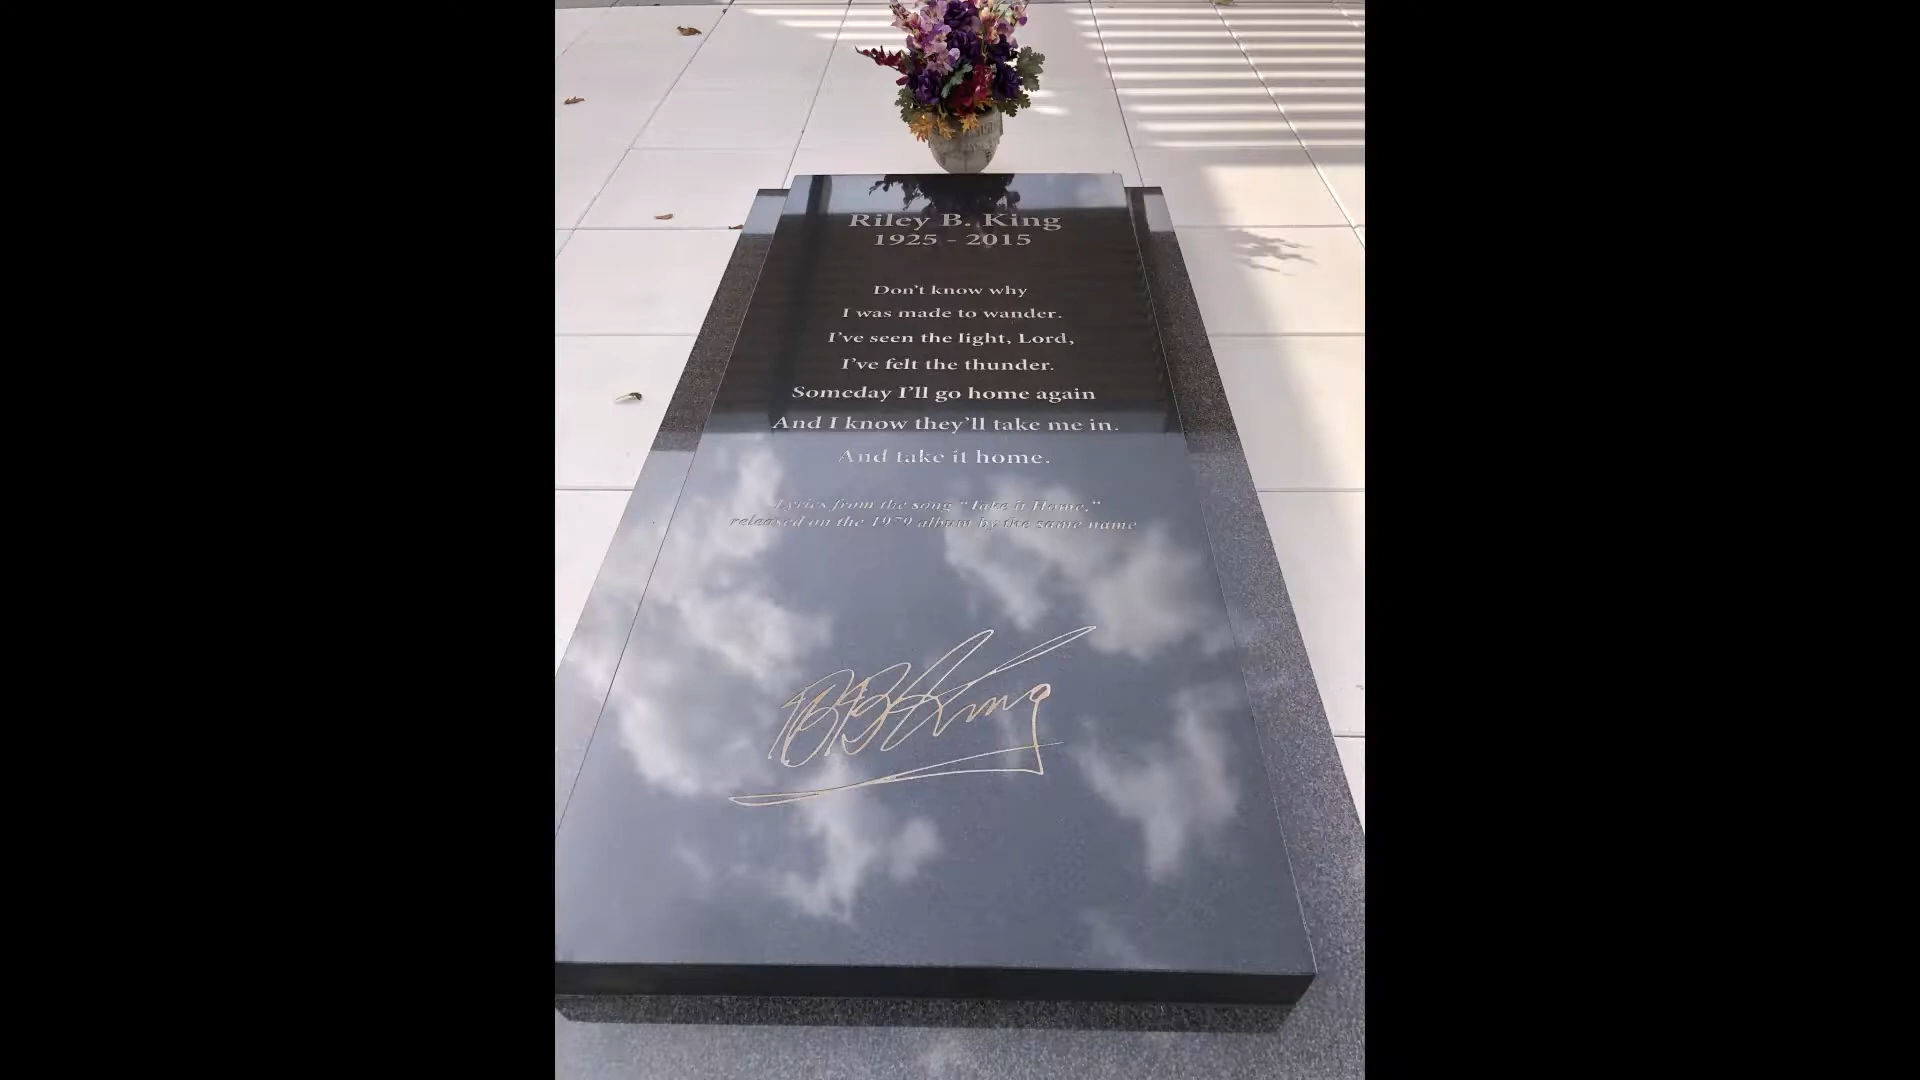 Riley B. King
1925 - 2015
Don't know why
I was made to wander.
I've seen the light, Lord,
I've felt the thunder.
Someday I'll go home again
And I know they'll take me in.
And take it home.
Lyrics from the song "Take it Home,"
released on the 1979 album by the same name
BB King